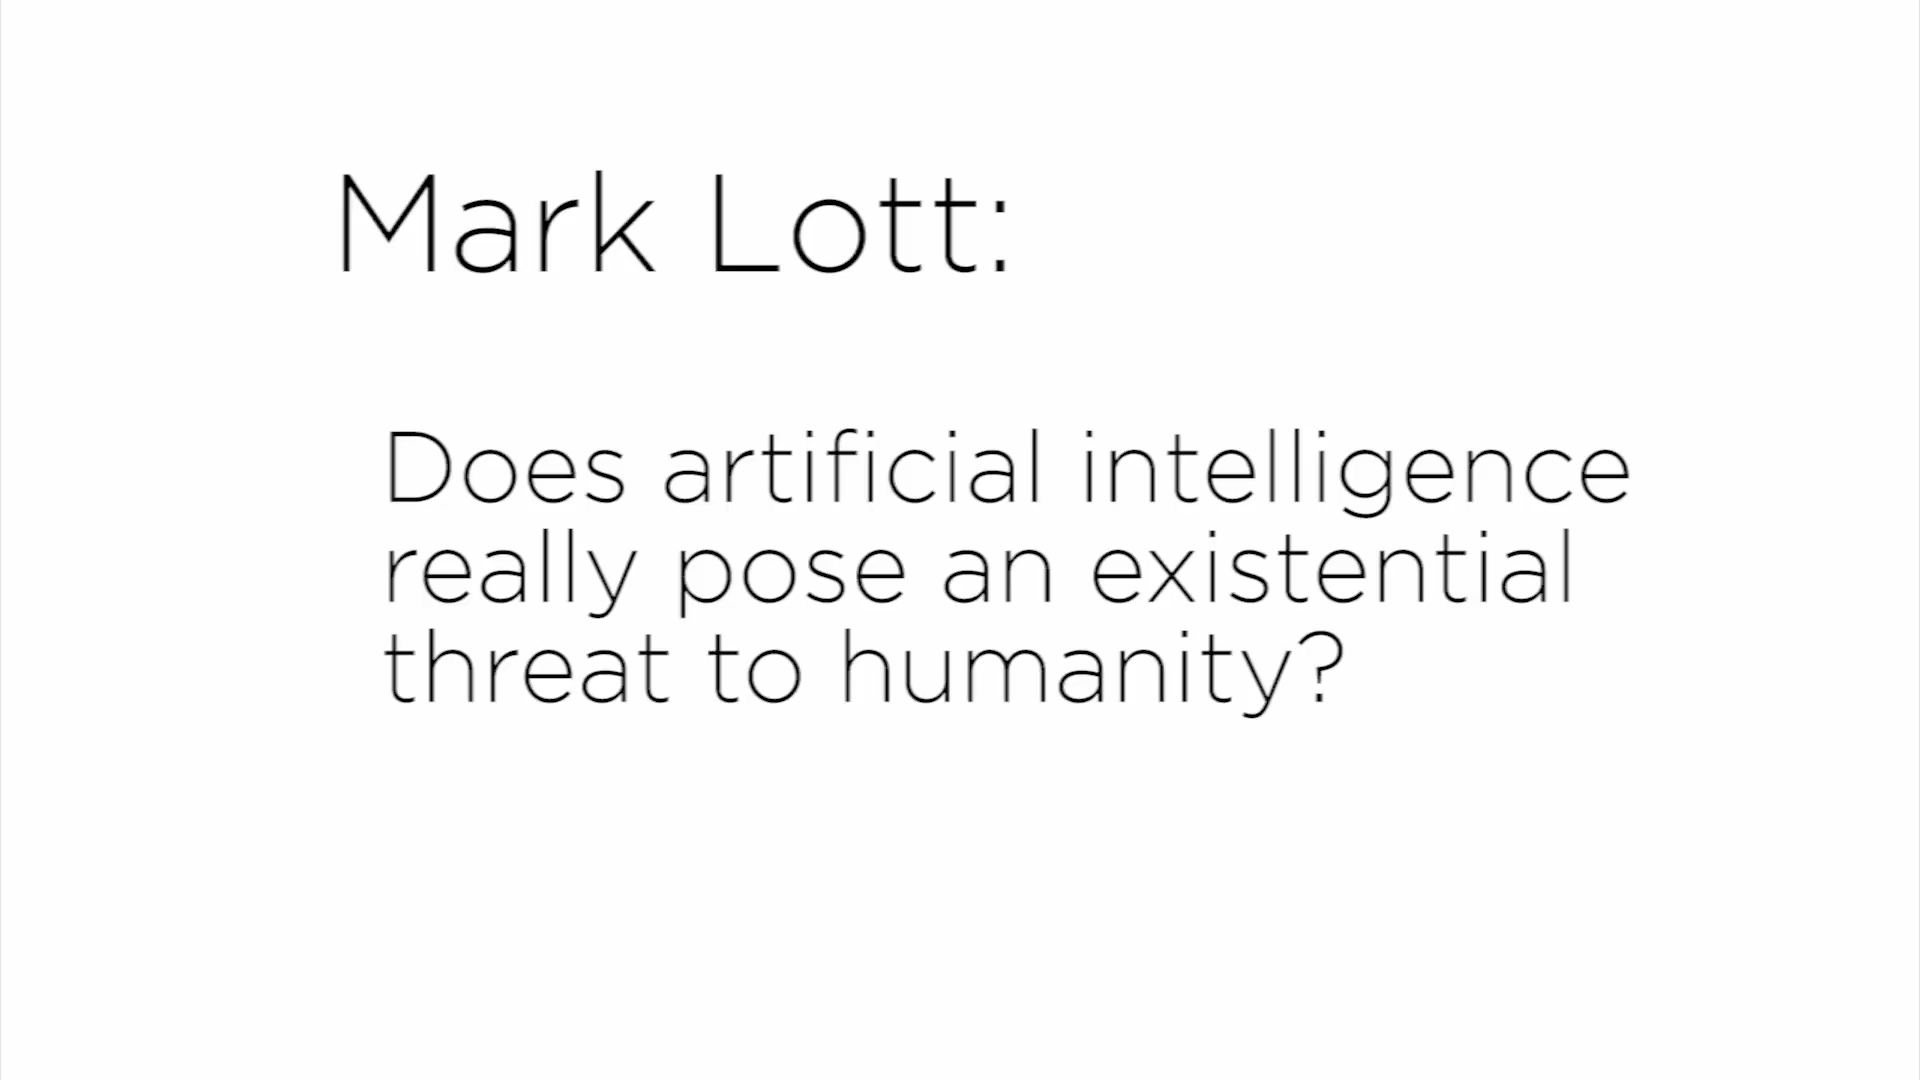 Mark Lott:
Does artificial intelligence
really pose an existential
threat to humanity?